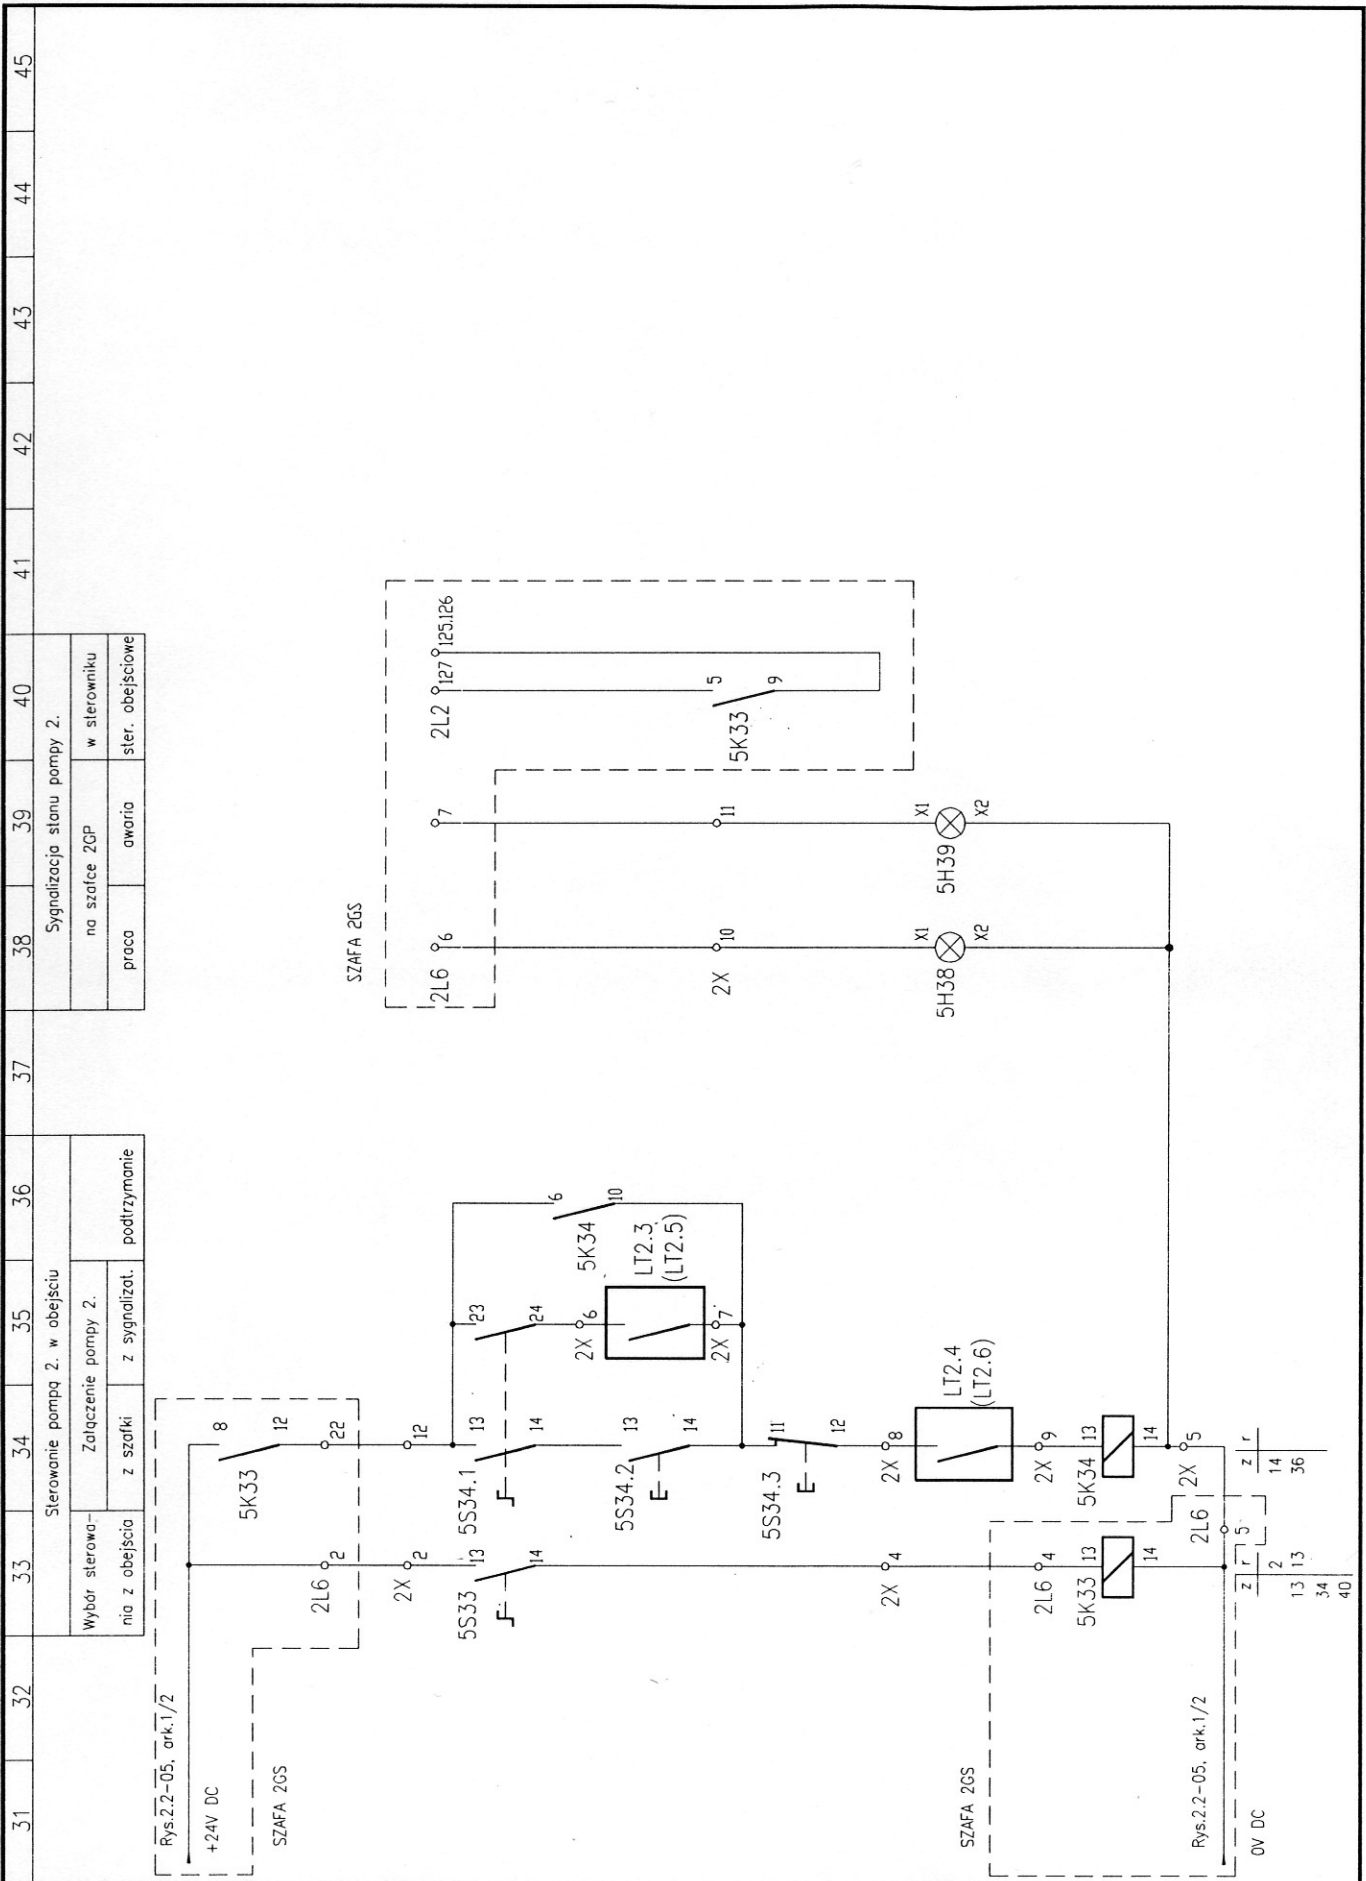 31 32 33 34 35 36 37 38 39 40 41 42 43 44 45
Sterowanie pompą 2. w obejściu
Wybór sterowa-
nia z obejścia
Załączenie pompy 2.
z szafki
z sygnalizat.
podtrzymanie
Sygnalizacja stanu pompy 2.
na szafce 2GP
w sterowniku
praca
awaria
ster. obejściowe
Rys.2.2-05, ark.1/2
+24V DC
SZAFA 2GS
5K33
8
12
2L6
2
22
2X
2
12
5S33
13
14
5S34.1
13
14
23
24
5S34.2
13
14
2X
6
LT2.3
(LT2.5)
2X
7
5K34
6
10
5S34.3
11
12
2X
4
2X
8
LT2.4
(LT2.6)
2L6
4
2X
9
5K33
13
14
5K34
13
14
2L6
5
2X
5
SZAFA 2GS
Rys.2.2-05, ark.1/2
0V DC
z r
13 2
34 13
40
z r
14
36
SZAFA 2GS
2L6
6
7
2L2
127
125.126
5K33
5
9
2X
10
11
5H38
X1
X2
5H39
X1
X2